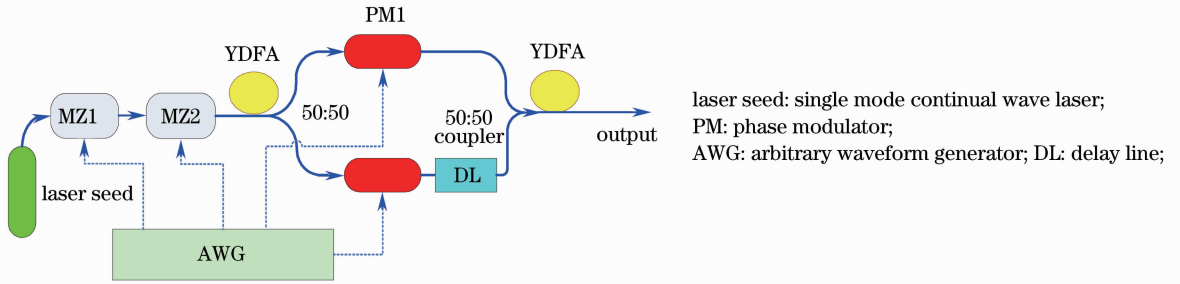 PM1
YDFA
YDFA
MZ1
MZ2
50:50
50:50
coupler
output
laser seed
DL
AWG
laser seed: single mode continual wave laser;
PM: phase modulator;
AWG: arbitrary waveform generator; DL: delay line;